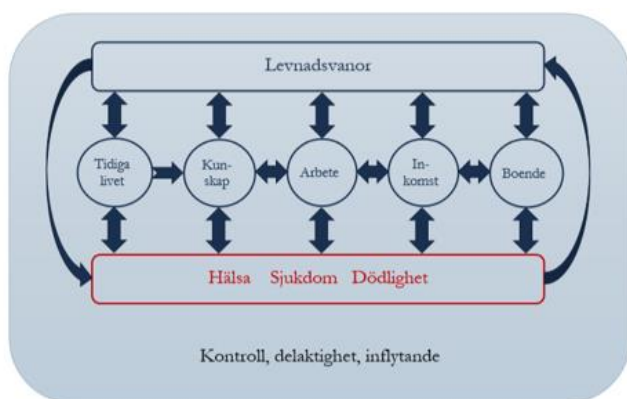 Levnadsvanor
Tidiga
livet
Kun-
skap
Arbete
In-
komst
Boende
Hälsa Sjukdom Dödlighet
Kontroll, delaktighet, inflytande